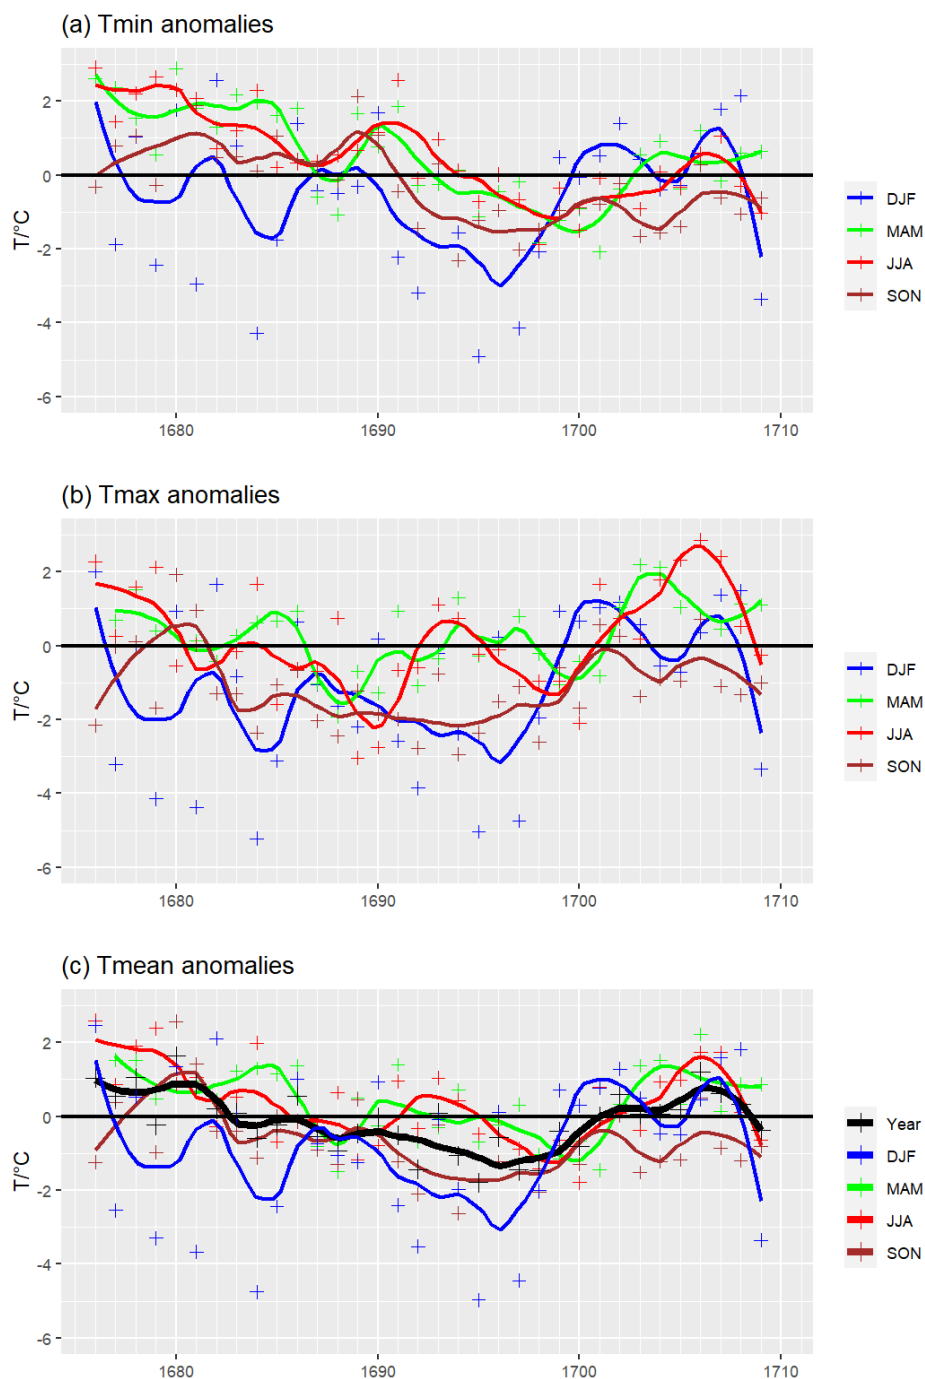 (a) Tmin anomalies
2
0
-2
-4
-6
T/°C
1680 1690 1700 1710
DJF
MAM
JJA
SON
(b) Tmax anomalies
2
0
-2
-4
-6
T/°C
1680 1690 1700 1710
DJF
MAM
JJA
SON
(c) Tmean anomalies
2
0
-2
-4
-6
T/°C
1680 1690 1700 1710
Year
DJF
MAM
JJA
SON